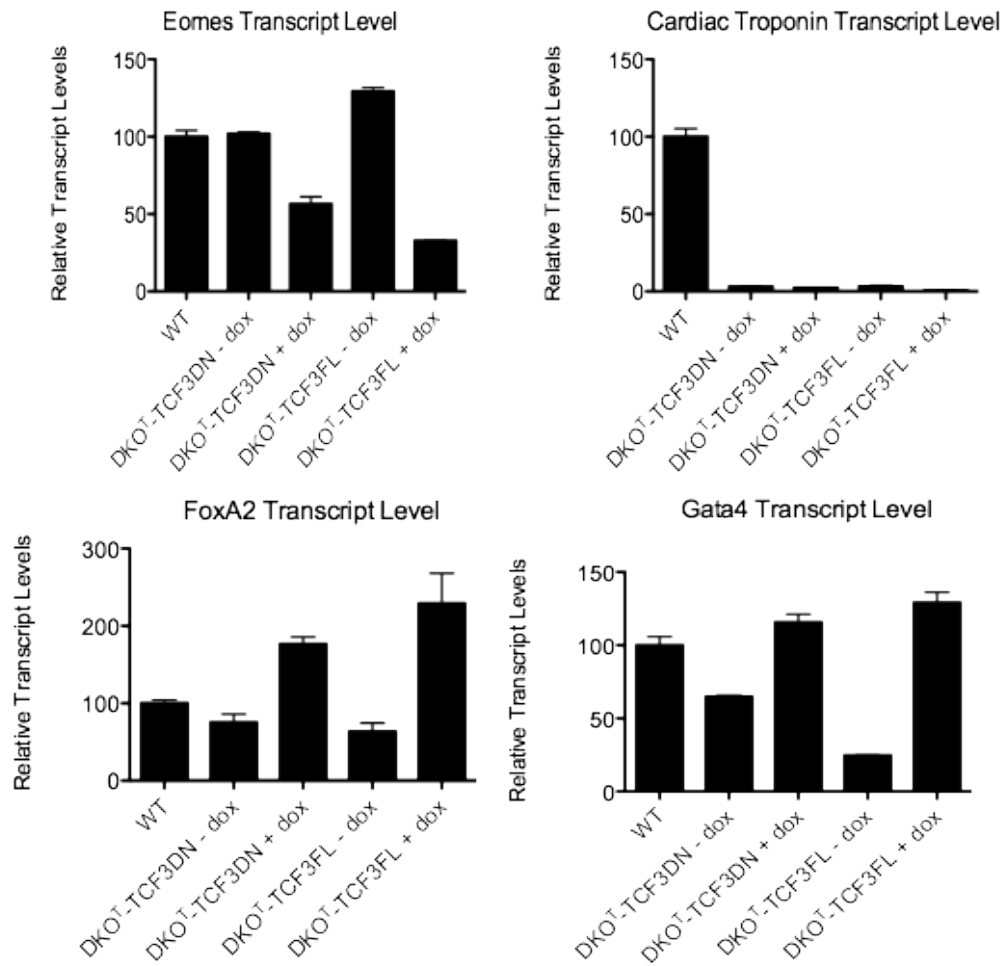 Eomes Transcript Level
Relative Transcript Levels
150
100
50
0
WT
DKOᵀ-TCF3DN - dox
DKOᵀ-TCF3DN + dox
DKOᵀ-TCF3FL - dox
DKOᵀ-TCF3FL + dox
Cardiac Troponin Transcript Level
Relative Transcript Levels
150
100
50
0
WT
DKOᵀ-TCF3DN - dox
DKOᵀ-TCF3DN + dox
DKOᵀ-TCF3FL - dox
DKOᵀ-TCF3FL + dox
FoxA2 Transcript Level
Relative Transcript Levels
300
200
100
0
WT
DKOᵀ-TCF3DN - dox
DKOᵀ-TCF3DN + dox
DKOᵀ-TCF3FL - dox
DKOᵀ-TCF3FL + dox
Gata4 Transcript Level
Relative Transcript Levels
150
100
50
0
WT
DKOᵀ-TCF3DN - dox
DKOᵀ-TCF3DN + dox
DKOᵀ-TCF3FL - dox
DKOᵀ-TCF3FL + dox